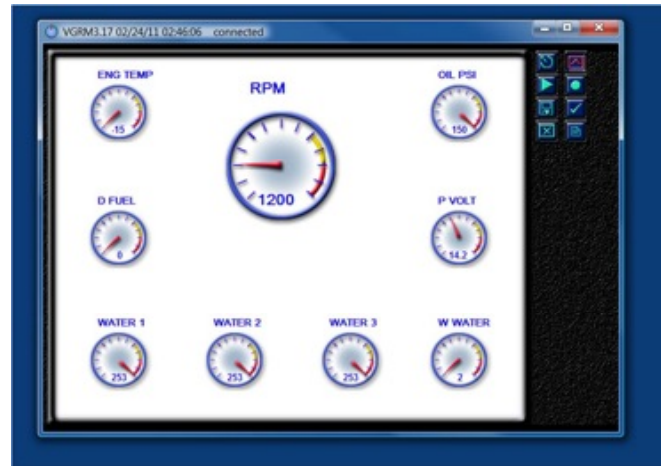 VGRM3.17 02/24/11 02:46:06 connected
ENG TEMP
-15
RPM
1200
OIL PSI
150
D FUEL
0
P VOLT
14.2
WATER 1
253
WATER 2
253
WATER 3
253
W WATER
2